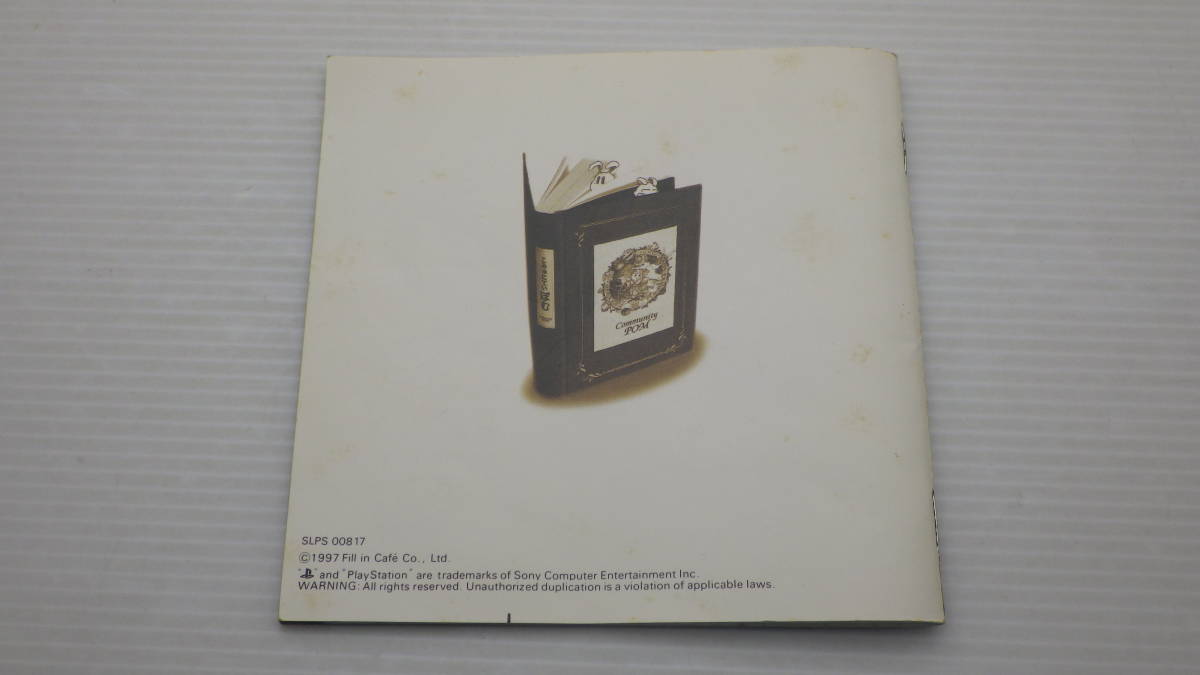 Community
POM
SLPS 00817
©1997 Fill in Café Co., Ltd.
" " and "PlayStation" are trademarks of Sony Computer Entertainment Inc.
WARNING: All rights reserved. Unauthorized duplication is a violation of applicable laws.